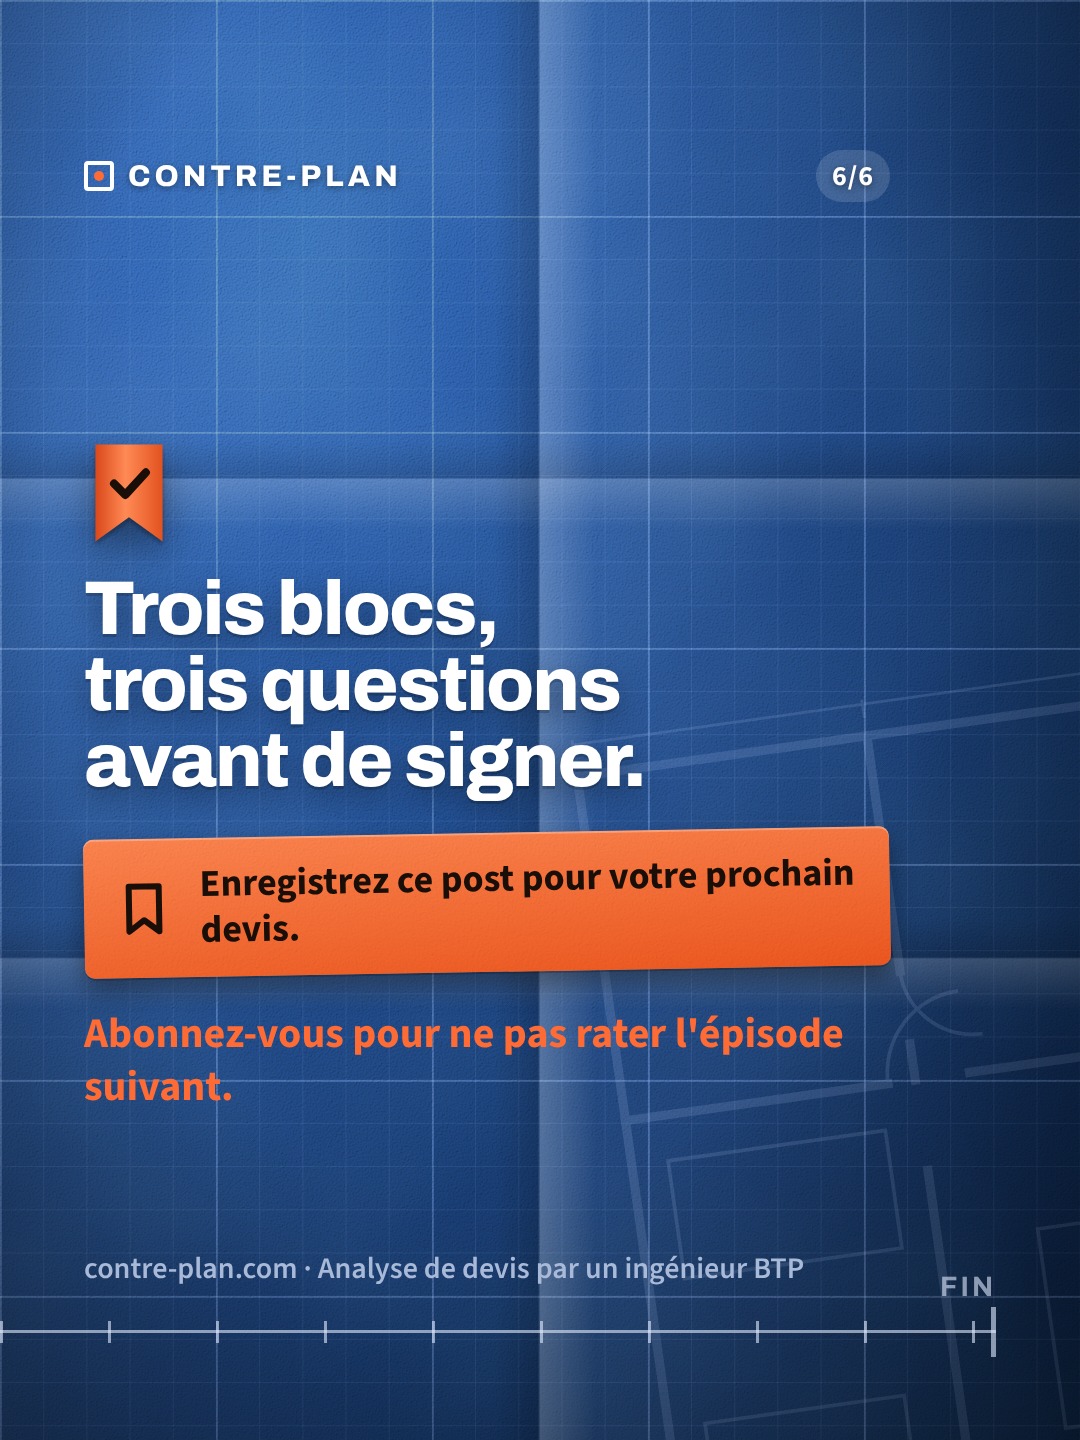 CONTRE-PLAN
6/6
Trois blocs,
trois questions
avant de signer.
Enregistrez ce post pour votre prochain
devis.
Abonnez-vous pour ne pas rater l'épisode
suivant.
contre-plan.com · Analyse de devis par un ingénieur BTP
FIN